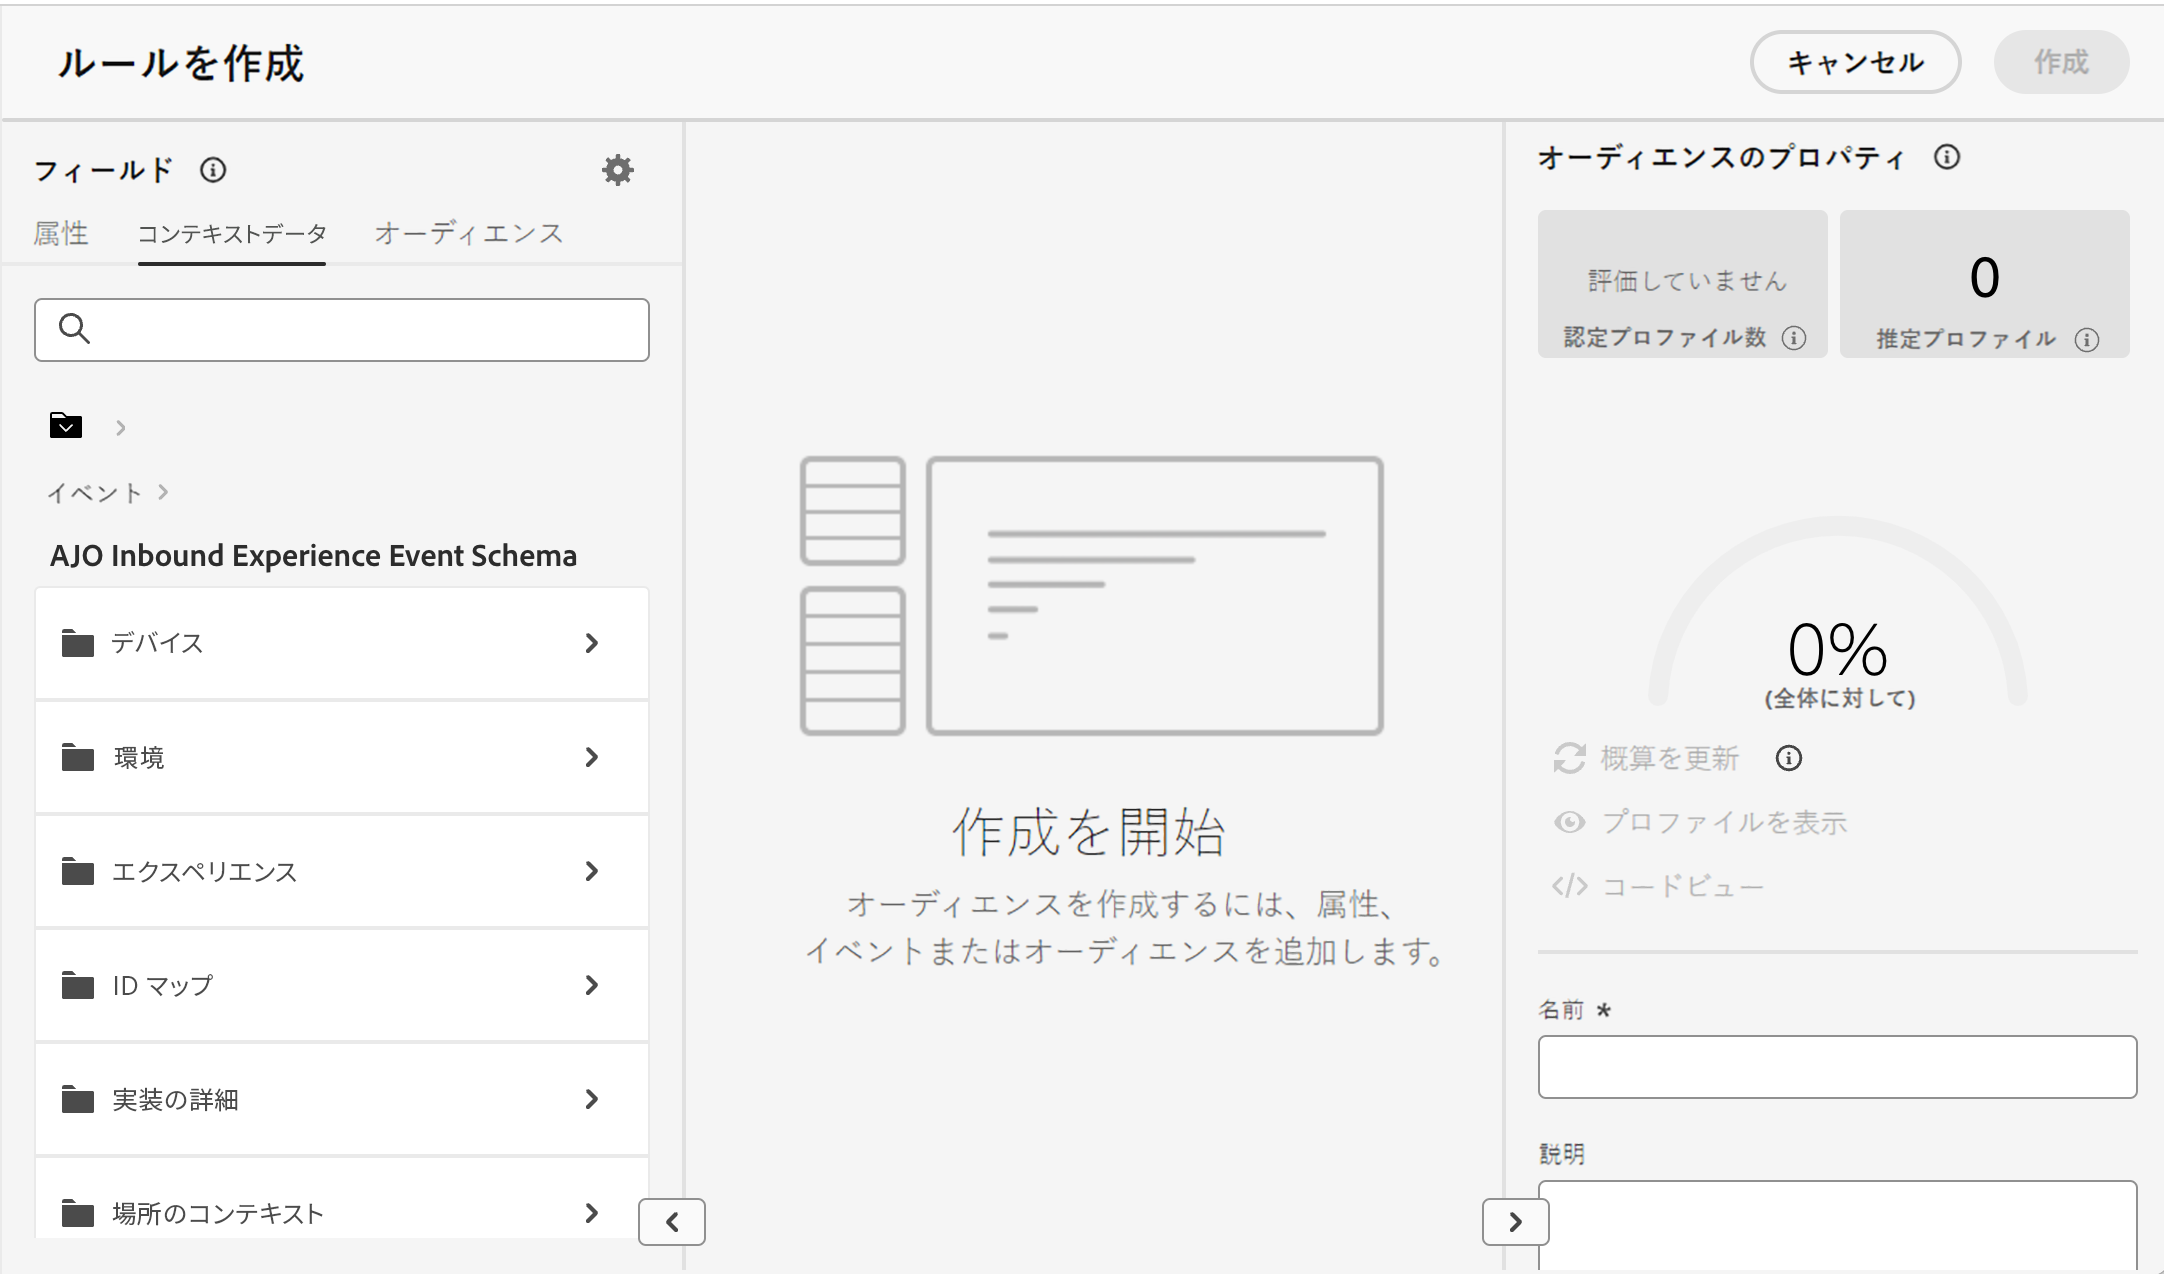 ルールを作成
キャンセル
作成
フィールド
属性
コンテキストデータ
オーディエンス
イベント
AJO Inbound Experience Event Schema
デバイス
環境
エクスペリエンス
ID マップ
実装の詳細
場所のコンテキスト
作成を開始
オーディエンスを作成するには、属性、
イベントまたはオーディエンスを追加します。
オーディエンスのプロパティ
評価していません
認定プロファイル数
0
推定プロファイル
0%
(全体に対して)
概算を更新
プロファイルを表示
コードビュー
名前 *
説明